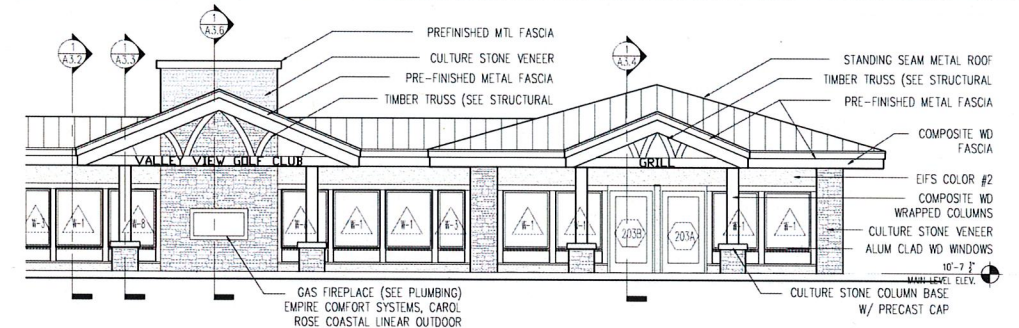 1
A3.6
1
A3.2
1
A3.3
1
A3.4
PREFINISHED MTL FASCIA
CULTURE STONE VENEER
PRE-FINISHED METAL FASCIA
TIMBER TRUSS (SEE STRUCTURAL
STANDING SEAM METAL ROOF
TIMBER TRUSS (SEE STRUCTURAL
PRE-FINISHED METAL FASCIA
COMPOSITE WD
FASCIA
VALLEY VIEW GOLF CLUB
GRILL
EIFS COLOR #2
COMPOSITE WD
WRAPPED COLUMNS
CULTURE STONE VENEER
ALUM CLAD WD WINDOWS
W-1
W-8
W-1
W-1
W-1
W-1
203B
203A
W-1
10'-7
MAIN LEVEL ELEV.
GAS FIREPLACE (SEE PLUMBING)
EMPIRE COMFORT SYSTEMS, CAROL
ROSE COASTAL LINEAR OUTDOOR
CULTURE STONE COLUMN BASE
W/ PRECAST CAP